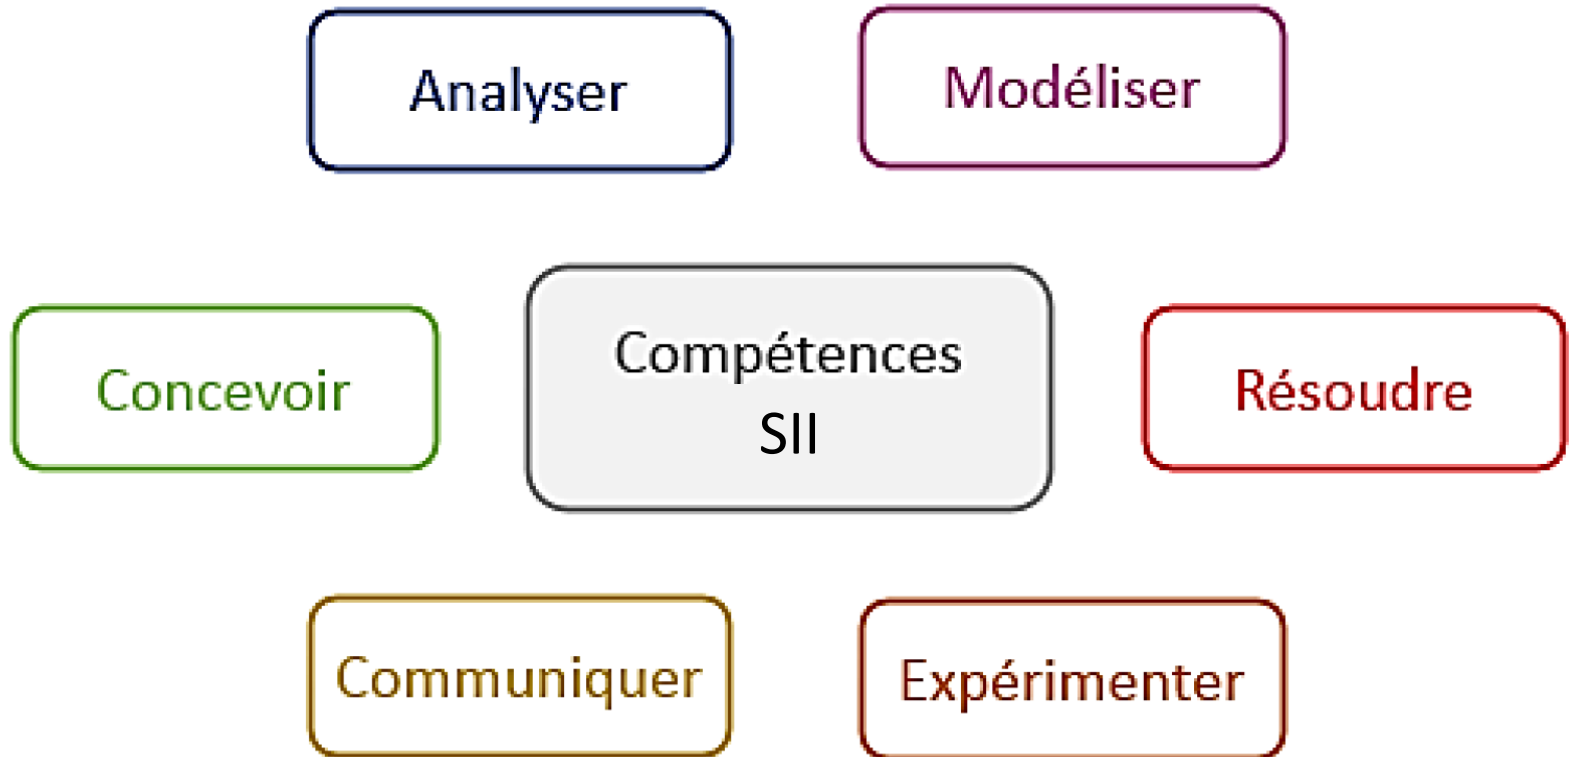 Analyser
Modéliser
Concevoir
Compétences
SII
Résoudre
Communiquer
Expérimenter